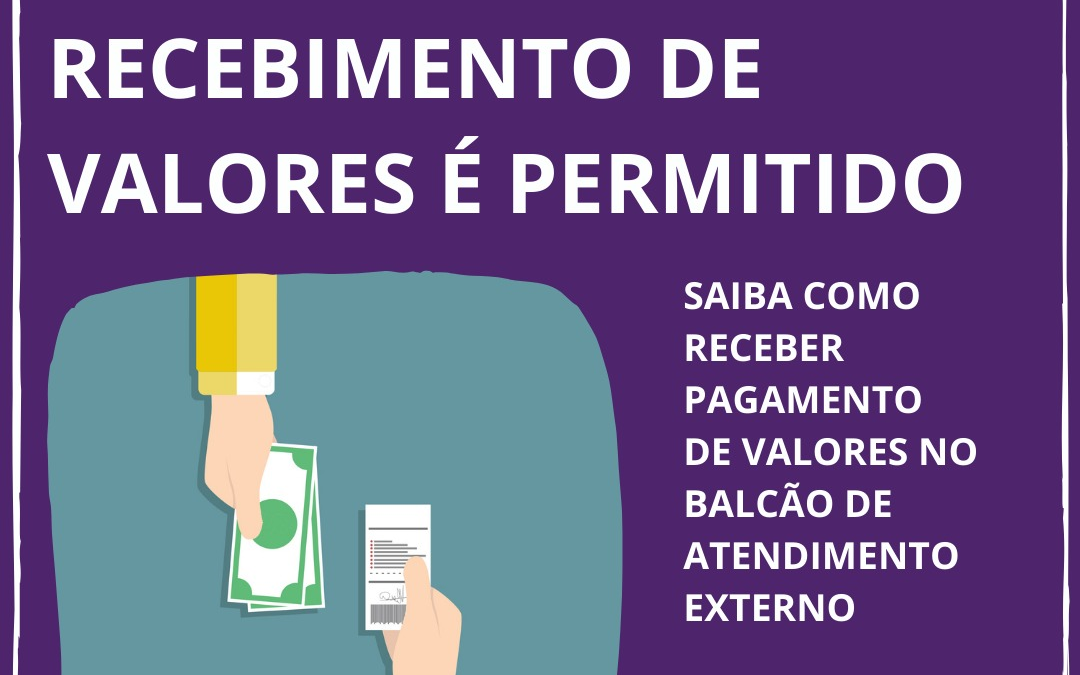 RECEBIMENTO DE
VALORES É PERMITIDO
SAIBA COMO
RECEBER
PAGAMENTO
DE VALORES NO
BALCÃO DE
ATENDIMENTO
EXTERNO